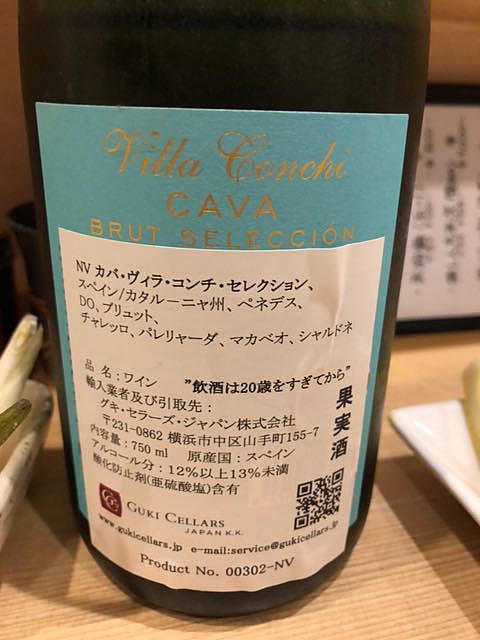 Villa Conchi
CAVA
BRUT SELECCIÓN
NV カバ・ヴィラ・コンチ・セレクション、
スペイン/カタルーニャ州、ペネデス、
DO、ブリュット、
チャレッロ、パレリャーダ、マカベオ、シャルドネ
品 名：ワイン ”飲酒は20歳をすぎてから”
輸入業者及び引取先：
グキ・セラーズ・ジャパン株式会社
〒231-0862 横浜市中区山手町155-7
内容量：750 ml 原産国：スペイン
アルコール分：12%以上13%未満
酸化防止剤(亜硫酸塩)含有
果実酒
GC
GUKI CELLARS
JAPAN K.K.
www.gukicellars.jp e-mail:service@gukicellars.jp
Product No. 00302-NV